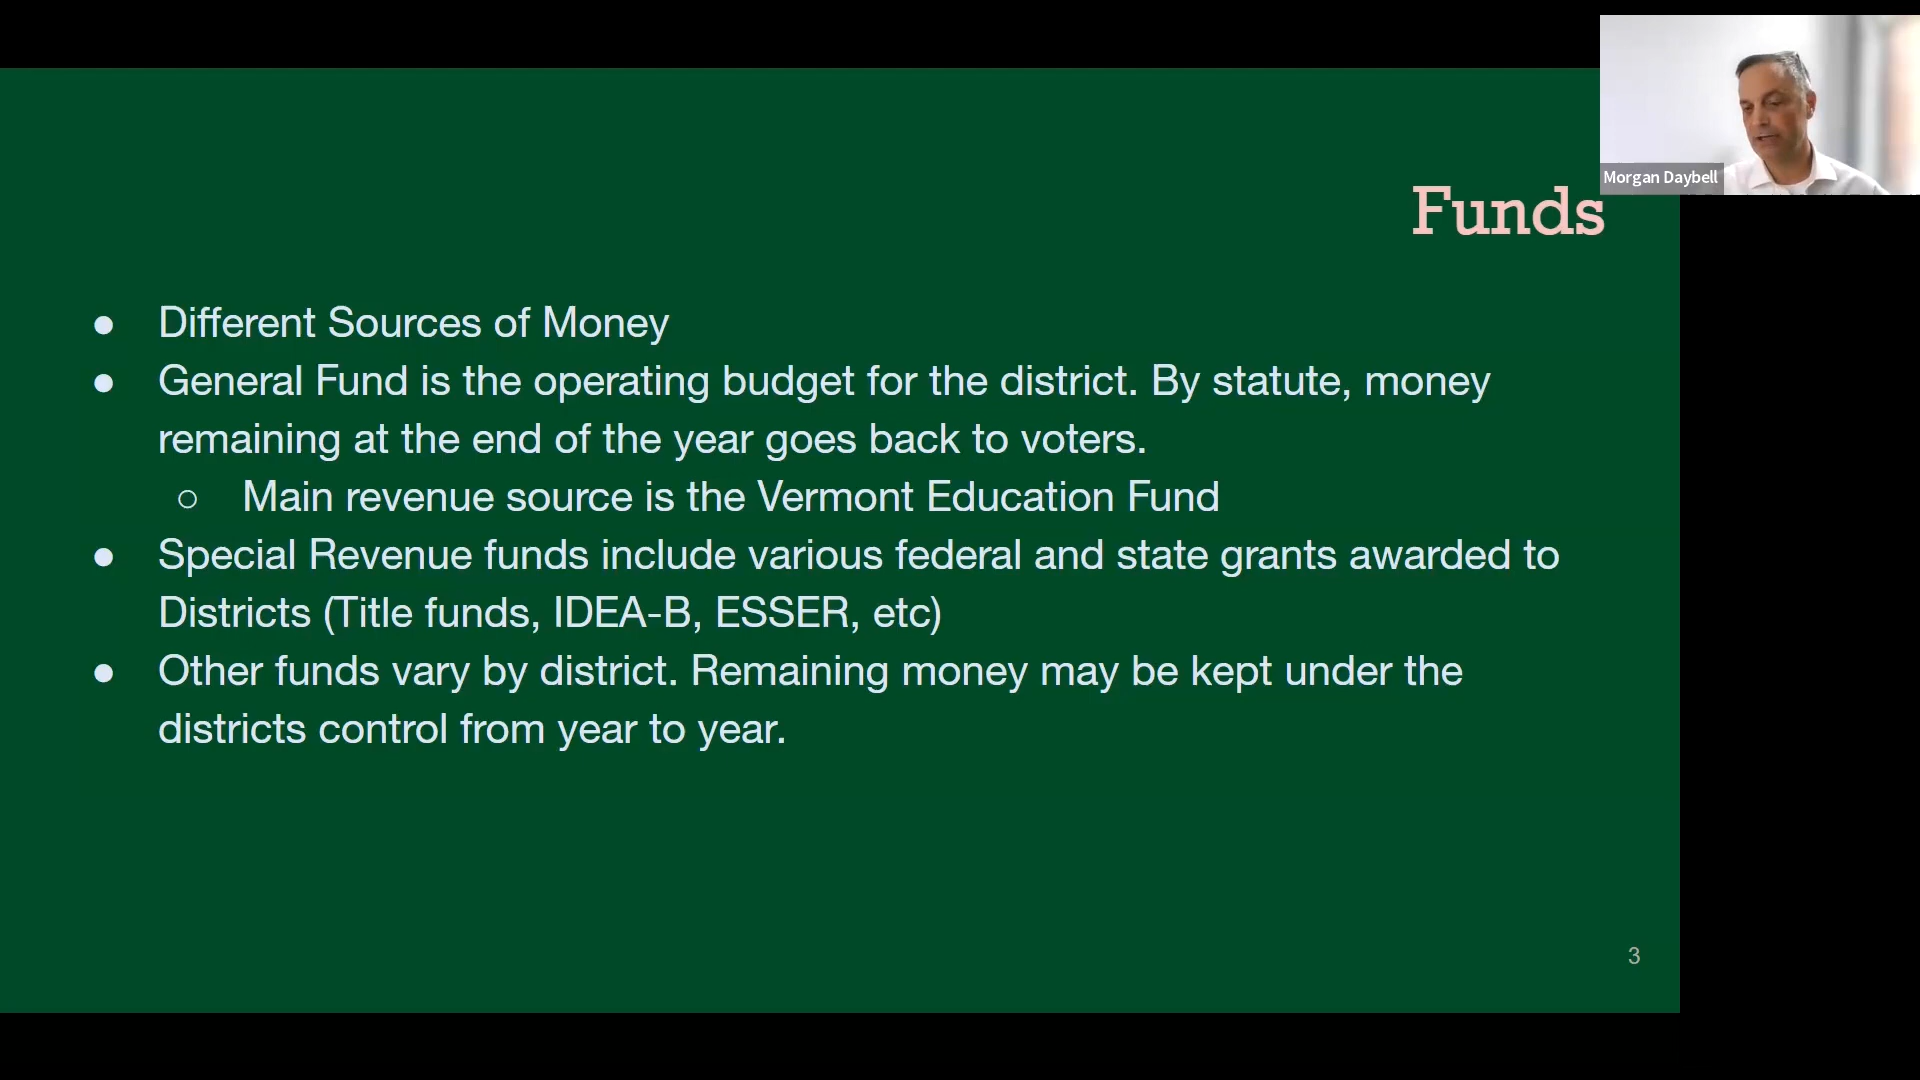 Morgan Daybell
Funds
● Different Sources of Money
● General Fund is the operating budget for the district. By statute, money
remaining at the end of the year goes back to voters.
○ Main revenue source is the Vermont Education Fund
● Special Revenue funds include various federal and state grants awarded to
Districts (Title funds, IDEA-B, ESSER, etc)
● Other funds vary by district. Remaining money may be kept under the
districts control from year to year.
3